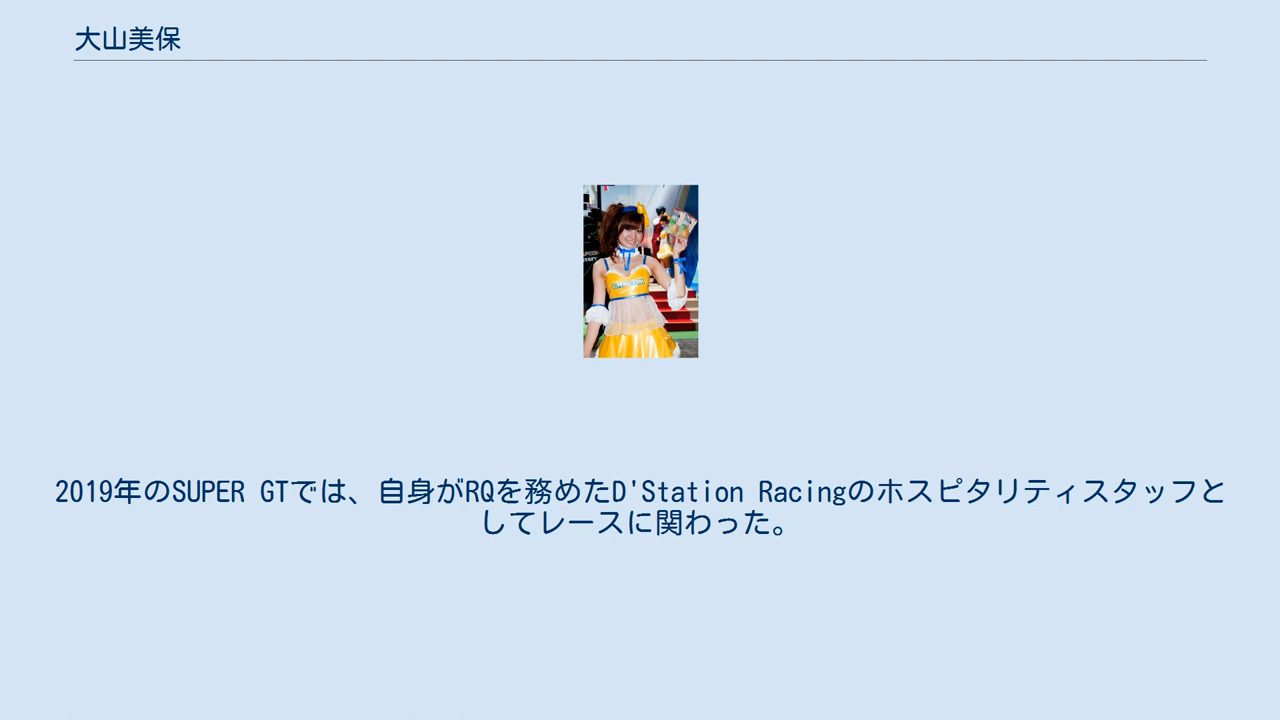 大山美保
2019年のSUPER GTでは、自身がRQを務めたD'Station Racingのホスピタリティスタッフと
してレースに関わった。